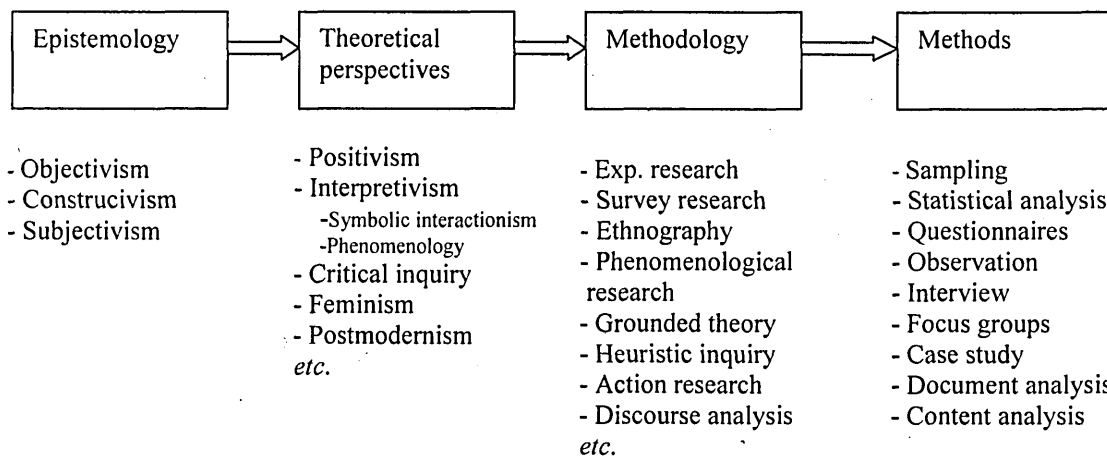 Epistemology
Theoretical
perspectives
Methodology
Methods
- Objectivism
- Construcivism
- Subjectivism
- Positivism
- Interpretivism
-Symbolic interactionism
-Phenomenology
- Critical inquiry
- Feminism
- Postmodernism
etc.
- Exp. research
- Survey research
- Ethnography
- Phenomenological
research
- Grounded theory
- Heuristic inquiry
- Action research
- Discourse analysis
etc.
- Sampling
- Statistical analysis
- Questionnaires
- Observation
- Interview
- Focus groups
- Case study
- Document analysis
- Content analysis